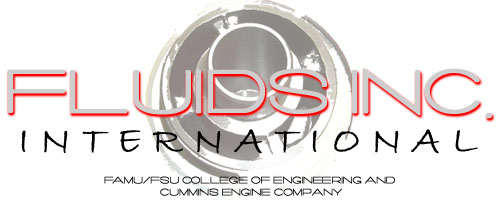 FLUIDS INC.
INTERNATIONAL
FAMU/FSU COLLEGE OF ENGINEERING AND
CUMMINS ENGINE COMPANY